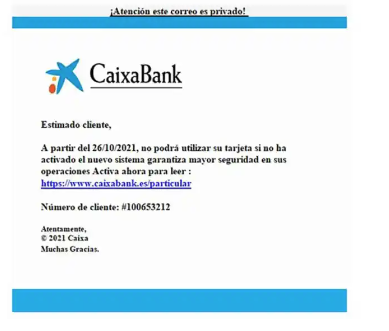 ¡Atención este correo es privado!
CaixaBank
Estimado cliente,
A partir del 26/10/2021, no podrá utilizar su tarjeta si no ha
activado el nuevo sistema garantiza mayor seguridad en sus
operaciones Activa ahora para leer :
https://www.caixabank.es/particular
Número de cliente: #100653212
Atentamente,
© 2021 Caixa
Muchas Gracias.